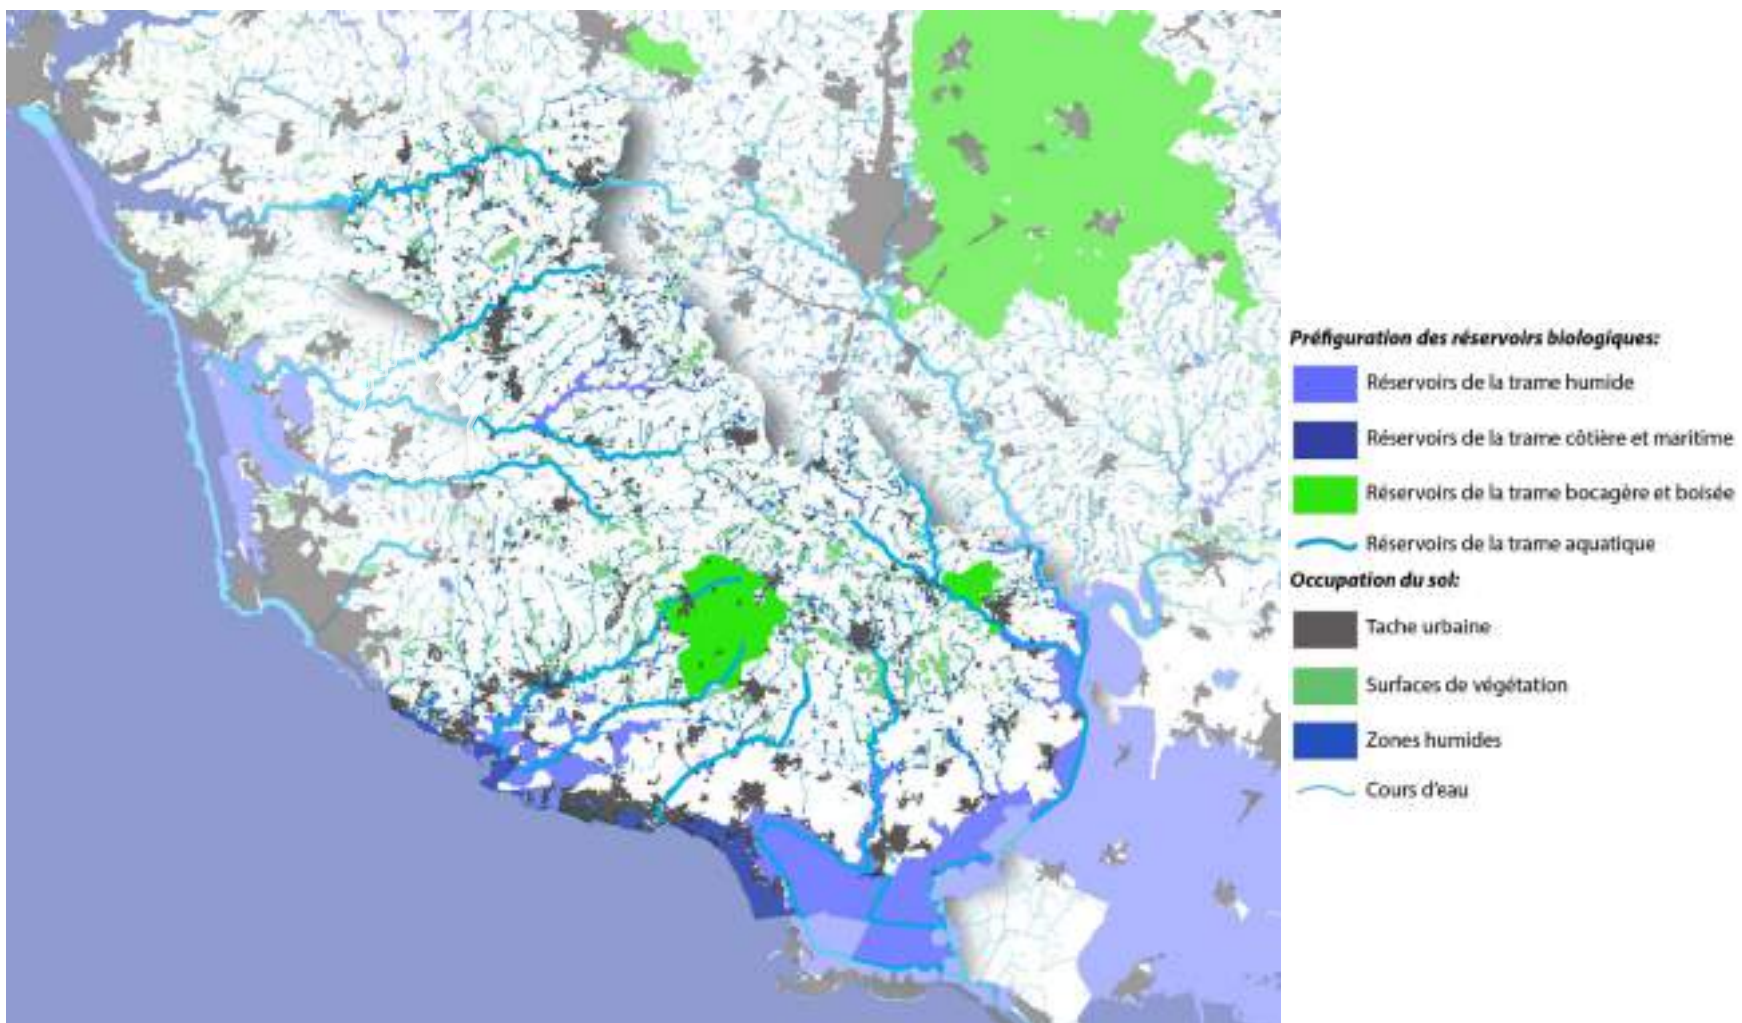 Préfiguration des réservoirs biologiques:
Réservoirs de la trame humide
Réservoirs de la trame côtière et maritime
Réservoirs de la trame bocagère et boisée
Réservoirs de la trame aquatique
Occupation du sol:
Tache urbaine
Surfaces de végétation
Zones humides
Cours d'eau